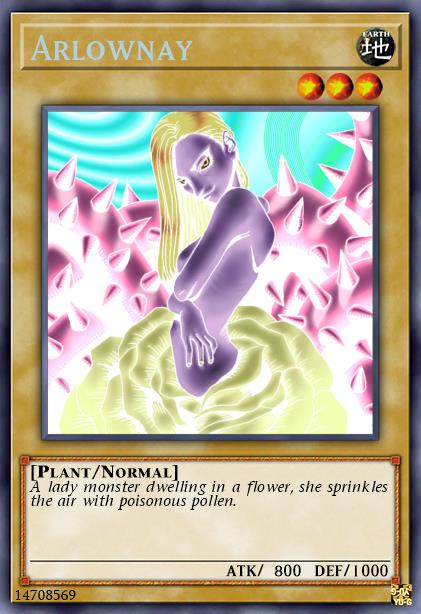 ARLOWNAY
EARTH
地
[PLANT/NORMAL]
A lady monster dwelling in a flower, she sprinkles
the air with poisonous pollen.
ATK/ 800 DEF/1000
14708569